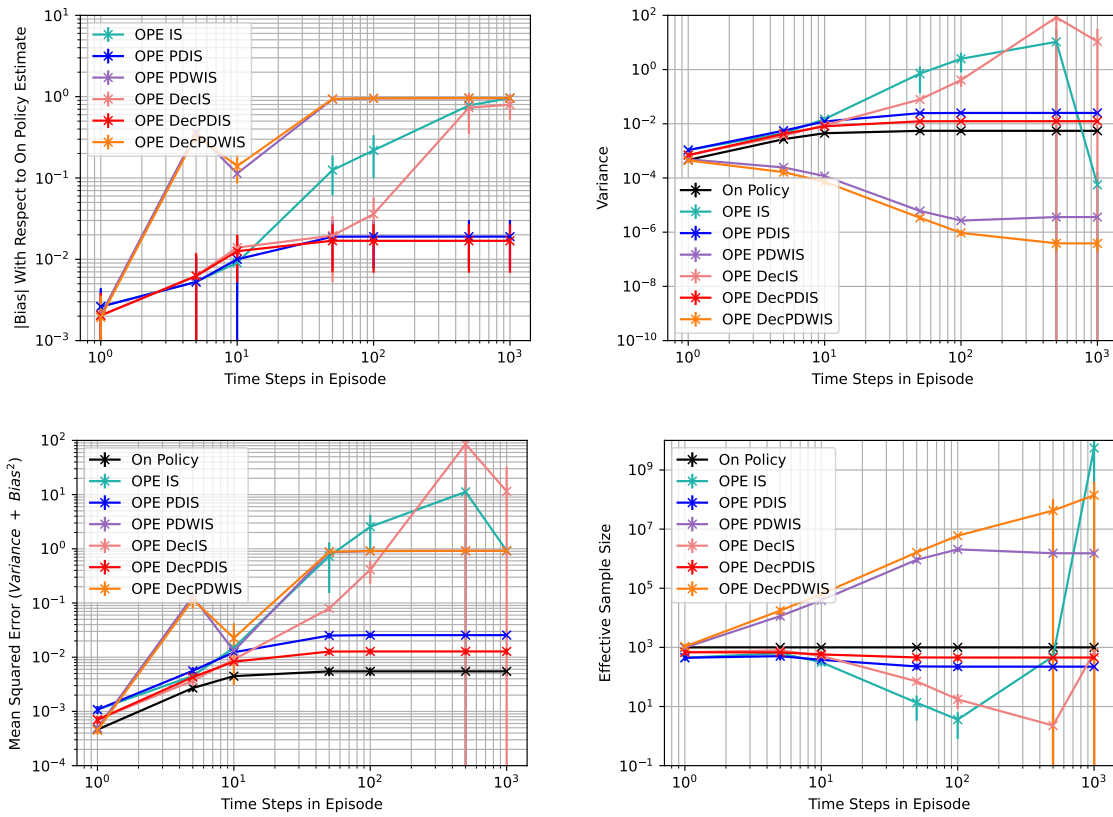 |Bias| With Respect to On Policy Estimate
10^1
10^0
10^−1
10^−2
10^−3
OPE IS
OPE PDIS
OPE PDWIS
OPE DecIS
OPE DecPDIS
OPE DecPDWIS
10^0 10^1 10^2 10^3
Time Steps in Episode
Variance
10^2
10^0
10^−2
10^−4
10^−6
10^−8
10^−10
On Policy
OPE IS
OPE PDIS
OPE PDWIS
OPE DecIS
OPE DecPDIS
OPE DecPDWIS
10^0 10^1 10^2 10^3
Time Steps in Episode
Mean Squared Error (Variance + Bias^2)
10^2
10^1
10^0
10^−1
10^−2
10^−3
10^−4
On Policy
OPE IS
OPE PDIS
OPE PDWIS
OPE DecIS
OPE DecPDIS
OPE DecPDWIS
10^0 10^1 10^2 10^3
Time Steps in Episode
Effective Sample Size
10^9
10^7
10^5
10^3
10^1
10^−1
On Policy
OPE IS
OPE PDIS
OPE PDWIS
OPE DecIS
OPE DecPDIS
OPE DecPDWIS
10^0 10^1 10^2 10^3
Time Steps in Episode